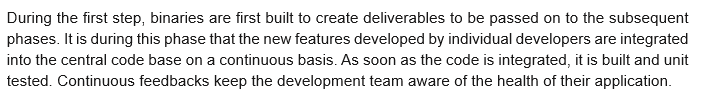 During the first step, binaries are first built to create deliverables to be passed on to the subsequent
phases. It is during this phase that the new features developed by individual developers are integrated
into the central code base on a continuous basis. As soon as the code is integrated, it is built and unit
tested. Continuous feedbacks keep the development team aware of the health of their application.